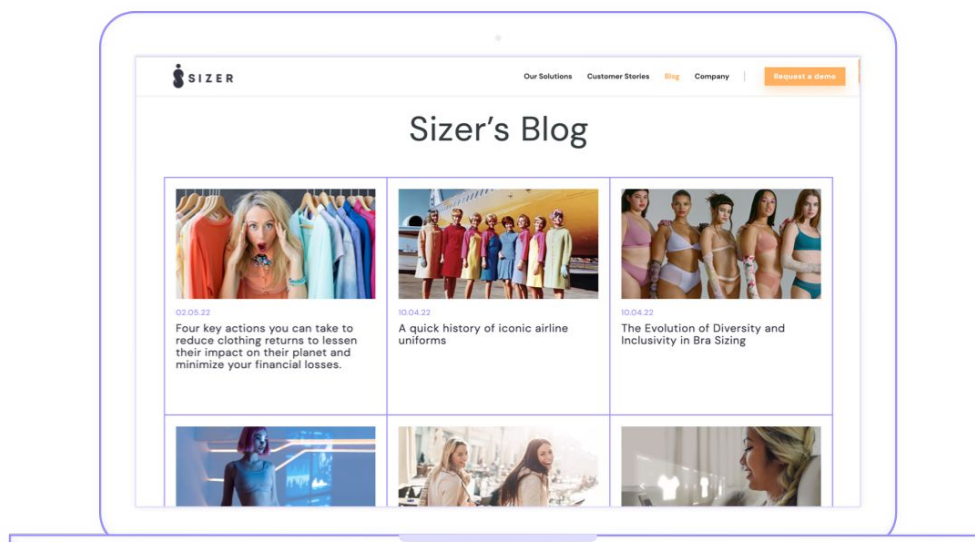 SIZER
Our Solutions Customer Stories Blog Company Request a demo
Sizer's Blog
02.05.22
Four key actions you can take to
reduce clothing returns to lessen
their impact on their planet and
minimize your financial losses.
10.04.22
A quick history of iconic airline
uniforms
10.04.22
The Evolution of Diversity and
Inclusivity in Bra Sizing